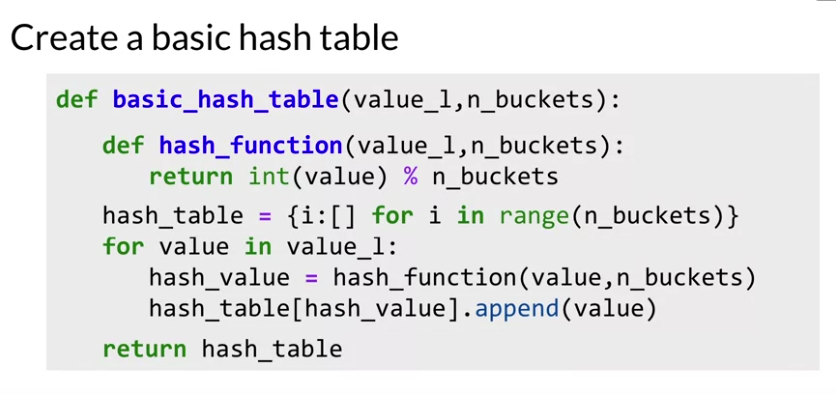 Create a basic hash table
def basic_hash_table(value_l,n_buckets):
def hash_function(value_l,n_buckets):
return int(value) % n_buckets
hash_table = {i:[] for i in range(n_buckets)}
for value in value_l:
hash_value = hash_function(value,n_buckets)
hash_table[hash_value].append(value)
return hash_table